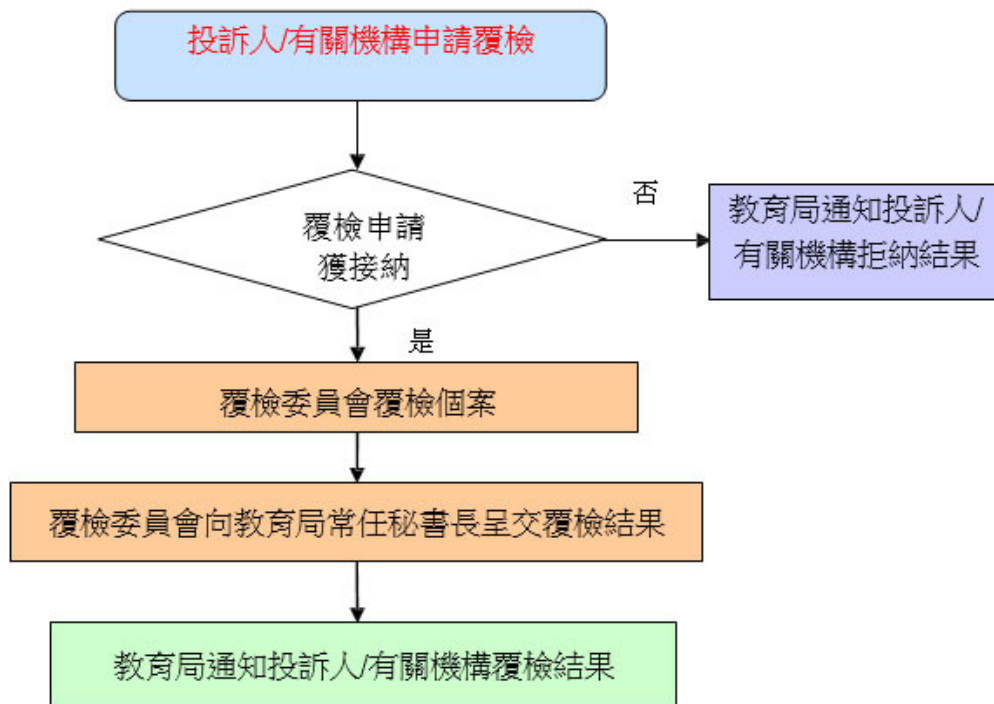 投訴人/有關機構申請覆檢
覆檢申請
獲接納
否
教育局通知投訴人/
有關機構拒納結果
是
覆檢委員會覆檢個案
覆檢委員會向教育局常任秘書長呈交覆檢結果
教育局通知投訴人/有關機構覆檢結果